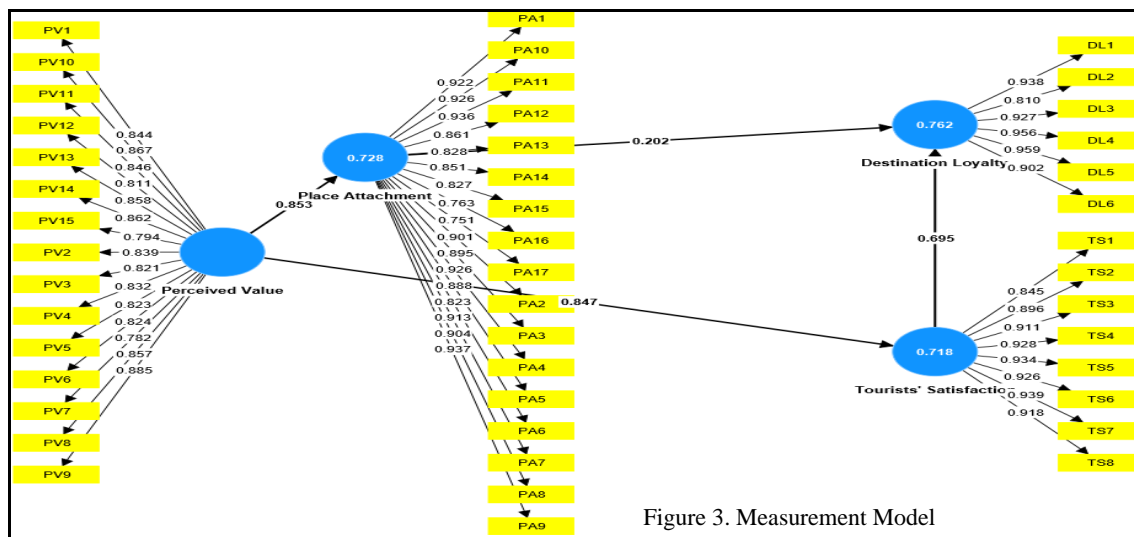 PV1
PV10
PV11
PV12
PV13
PV14
PV15
PV2
PV3
PV4
PV5
PV6
PV7
PV8
PV9
0.844
0.867
0.846
0.811
0.858
0.862
0.794
0.839
0.821
0.832
0.823
0.824
0.782
0.857
0.885
Perceived Value
0.853
0.847
0.728
Place Attachment
0.922
0.926
0.936
0.861
0.828
0.851
0.827
0.763
0.751
0.901
0.895
0.926
0.888
0.823
0.913
0.904
0.937
PA1
PA10
PA11
PA12
PA13
PA14
PA15
PA16
PA17
PA2
PA3
PA4
PA5
PA6
PA7
PA8
PA9
0.202
0.762
Destination Loyalty
0.938
0.810
0.927
0.956
0.959
0.902
DL1
DL2
DL3
DL4
DL5
DL6
0.695
0.718
Tourists' Satisfactio
0.845
0.896
0.911
0.928
0.934
0.926
0.939
0.918
TS1
TS2
TS3
TS4
TS5
TS6
TS7
TS8
Figure 3. Measurement Model